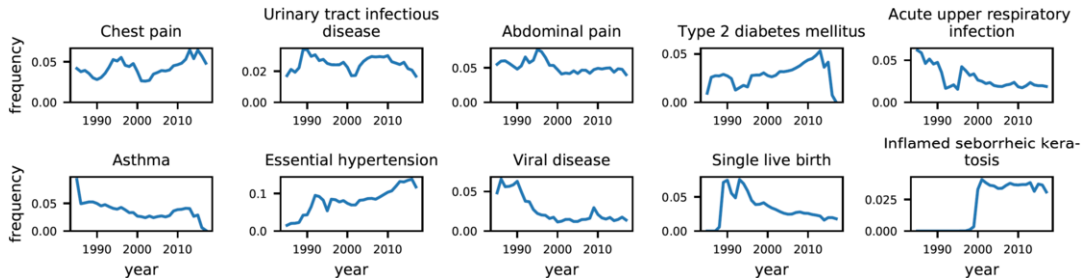 Chest pain
Urinary tract infectious
disease
Abdominal pain
Type 2 diabetes mellitus
Acute upper respiratory
infection
frequency
0.05
0.00
1990 2000 2010
0.02
0.00
1990 2000 2010
0.05
0.00
1990 2000 2010
0.05
0.00
1990 2000 2010
0.05
0.00
1990 2000 2010
Asthma
Essential hypertension
Viral disease
Single live birth
Inflamed seborrheic kera-
tosis
frequency
0.05
0.00
1990 2000 2010
year
0.1
0.0
1990 2000 2010
year
0.05
0.00
1990 2000 2010
year
0.05
0.00
1990 2000 2010
year
0.025
0.000
1990 2000 2010
year